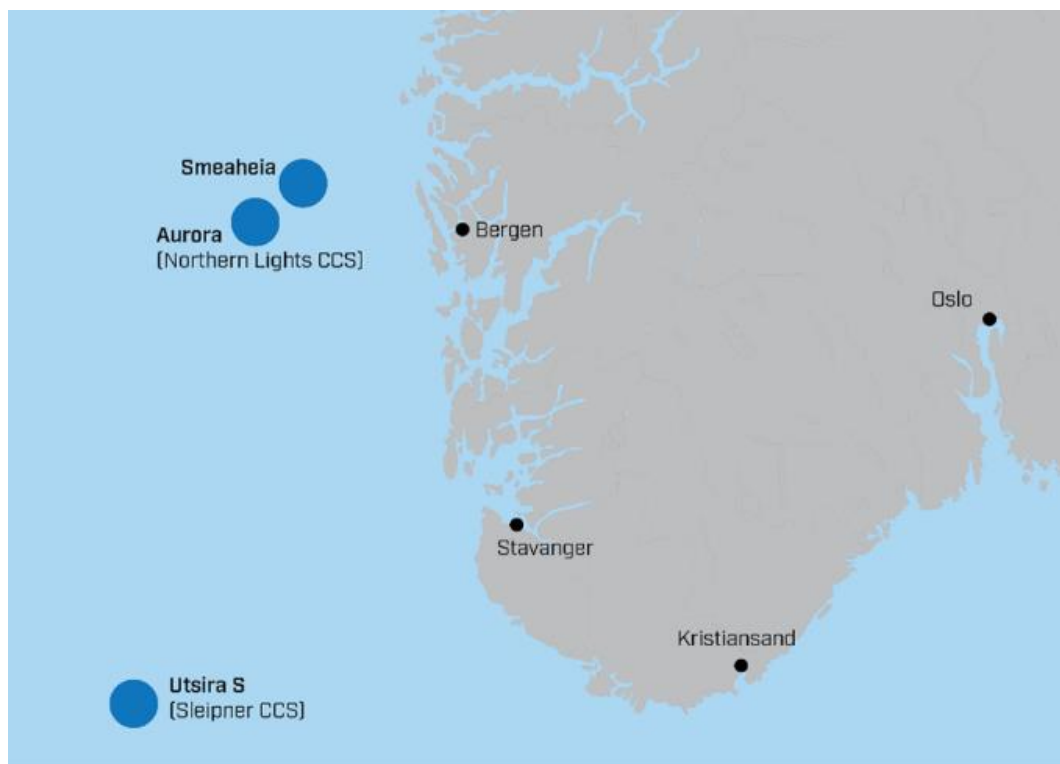 Smeaheia
Aurora
(Northern Lights CCS)
Bergen
Oslo
Stavanger
Kristiansand
Utsira S
(Sleipner CCS)